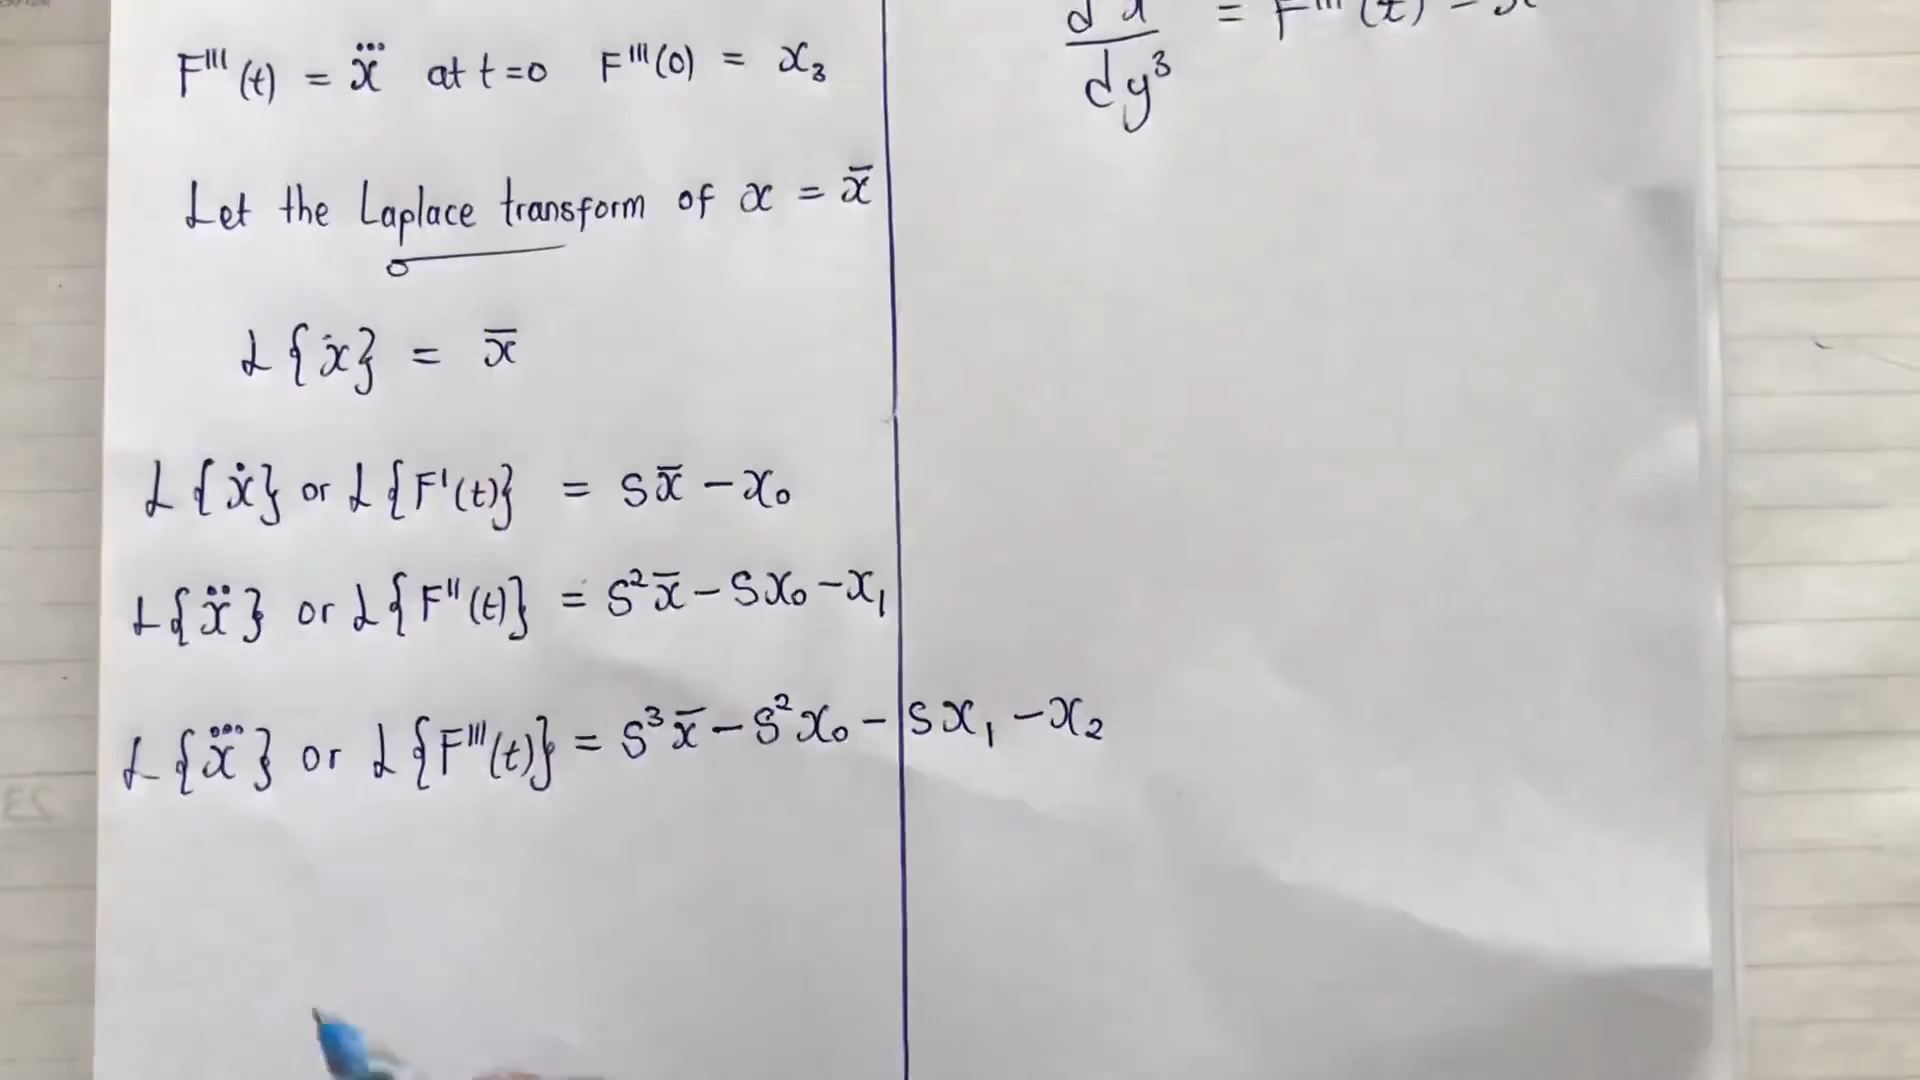 F'''(t) = x⃛ at t=0 F'''(0) = x₃
Let the Laplace transform of x = x̄
ℒ{x} = x̄
ℒ{ẋ} or ℒ{F'(t)} = Sx̄ - x₀
ℒ{ẍ} or ℒ{F''(t)} = S²x̄ - Sx₀ - x₁
ℒ{x⃛} or ℒ{F'''(t)} = S³x̄ - S²x₀ - Sx₁ - x₂
= F'''(t)
dy³
23